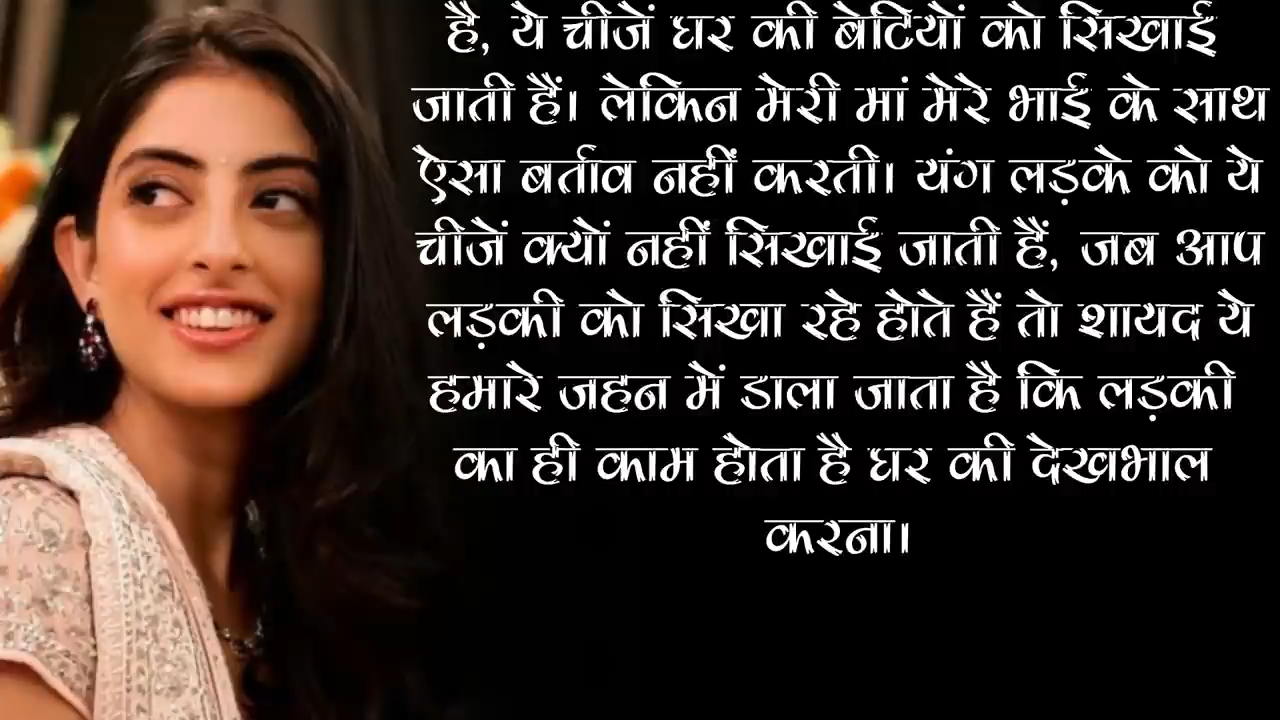 है, ये चीजें घर की बेटियों को सिखाई
जाती हैं। लेकिन मेरी मां मेरे भाई के साथ
ऐसा बर्ताव नहीं करती। यंग लड़के को ये
चीजें क्यों नहीं सिखाई जाती हैं, जब आप
लड़की को सिखा रहे होते हैं तो शायद ये
हमारे जहन में डाला जाता है कि लड़की
का ही काम होता है घर की देखभाल
करना।